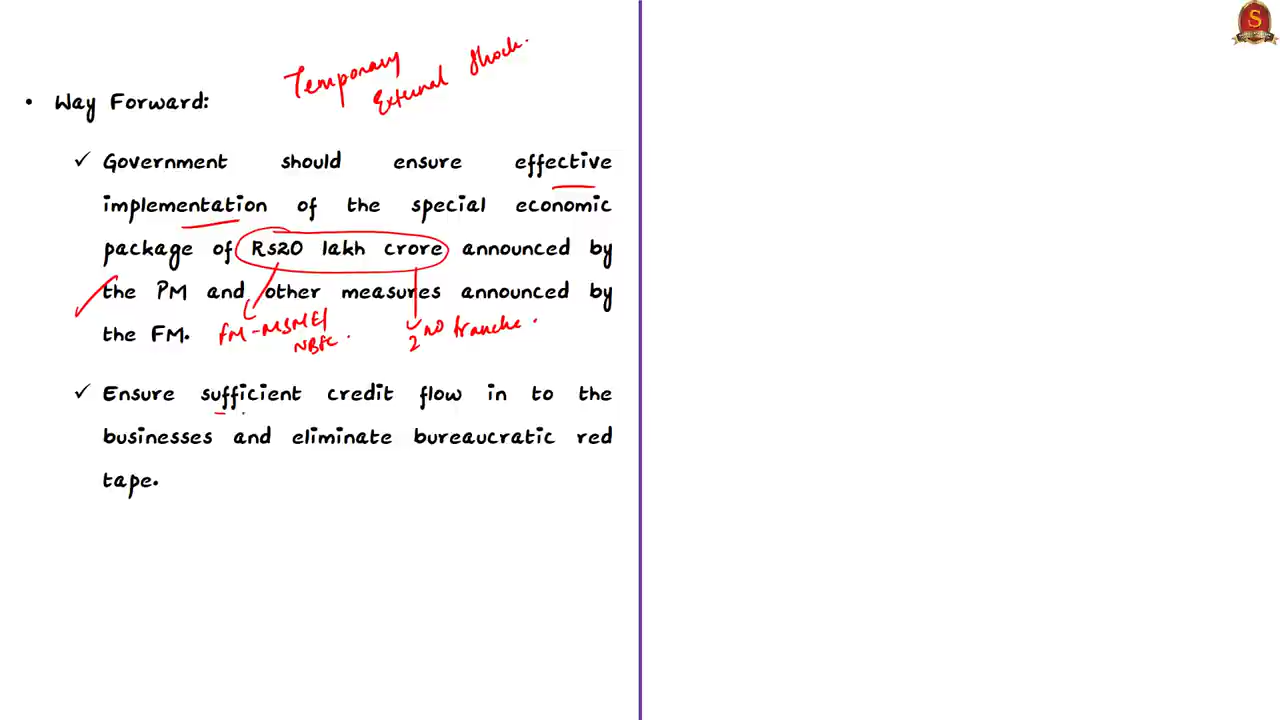 Temporary
External Shock.
• Way Forward:
✓ Government should ensure effective
implementation of the special economic
package of Rs20 lakh crore announced by
the PM and other measures announced by
the FM.
FM-MSME/
NBFC.
2nd tranche.
✓ Ensure sufficient credit flow in to the
businesses and eliminate bureaucratic red
tape.
S